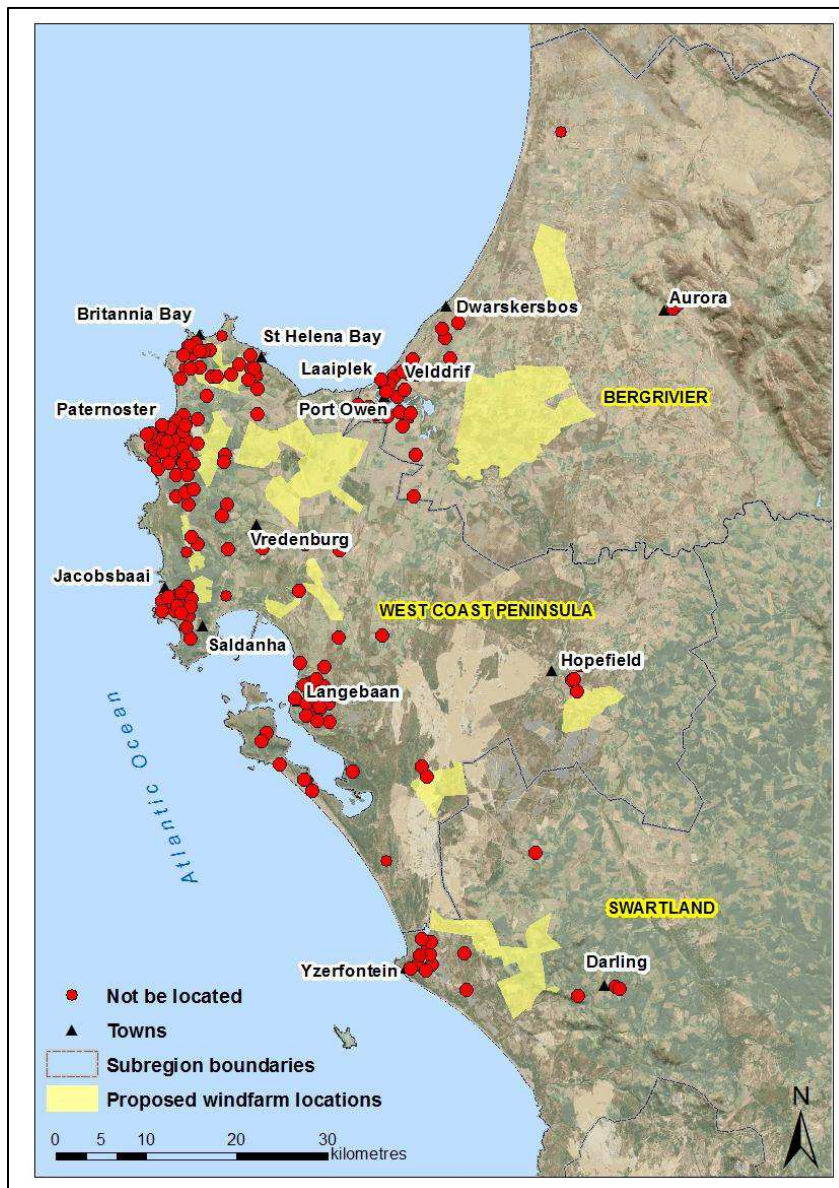 Dwarskersbos
Aurora
Britannia Bay
St Helena Bay
Laaiplek
Velddrif
BERGRIVIER
Paternoster
Port Owen
Vredenburg
Jacobsbaai
WEST COAST PENINSULA
Saldanha
Hopefield
Langebaan
Atlantic Ocean
SWARTLAND
Yzerfontein
Darling
Not be located
Towns
Subregion boundaries
Proposed windfarm locations
N
0 5 10 20 30
kilometres